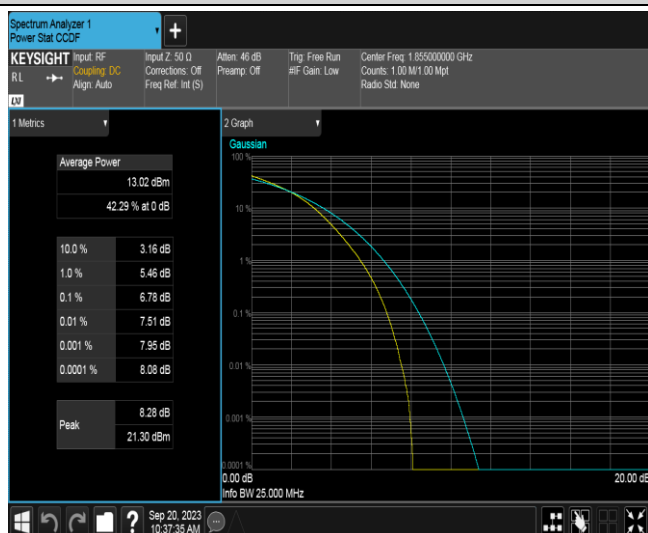 Spectrum Analyzer 1
Power Stat CCDF
+
KEYSIGHT
RL
LXI
Input: RF
Coupling: DC
Align: Auto
Input Z: 50 Ω
Corrections: Off
Freq Ref: Int (S)
Atten: 46 dB
Preamp: Off
Trig: Free Run
#IF Gain: Low
Center Freq: 1.855000000 GHz
Counts: 1.00 M/1.00 Mpt
Radio Std: None
1 Metrics
Average Power
13.02 dBm
42.29 % at 0 dB
10.0 % 3.16 dB
1.0 % 5.46 dB
0.1 % 6.78 dB
0.01 % 7.51 dB
0.001 % 7.95 dB
0.0001 % 8.08 dB
Peak
8.28 dB
21.30 dBm
2 Graph
Gaussian
100 %
10 %
1 %
0.1 %
0.01 %
0.001 %
0.0001 %
0.00 dB
20.00 dB
Info BW 25.000 MHz
?
Sep 20, 2023
10:37:35 AM